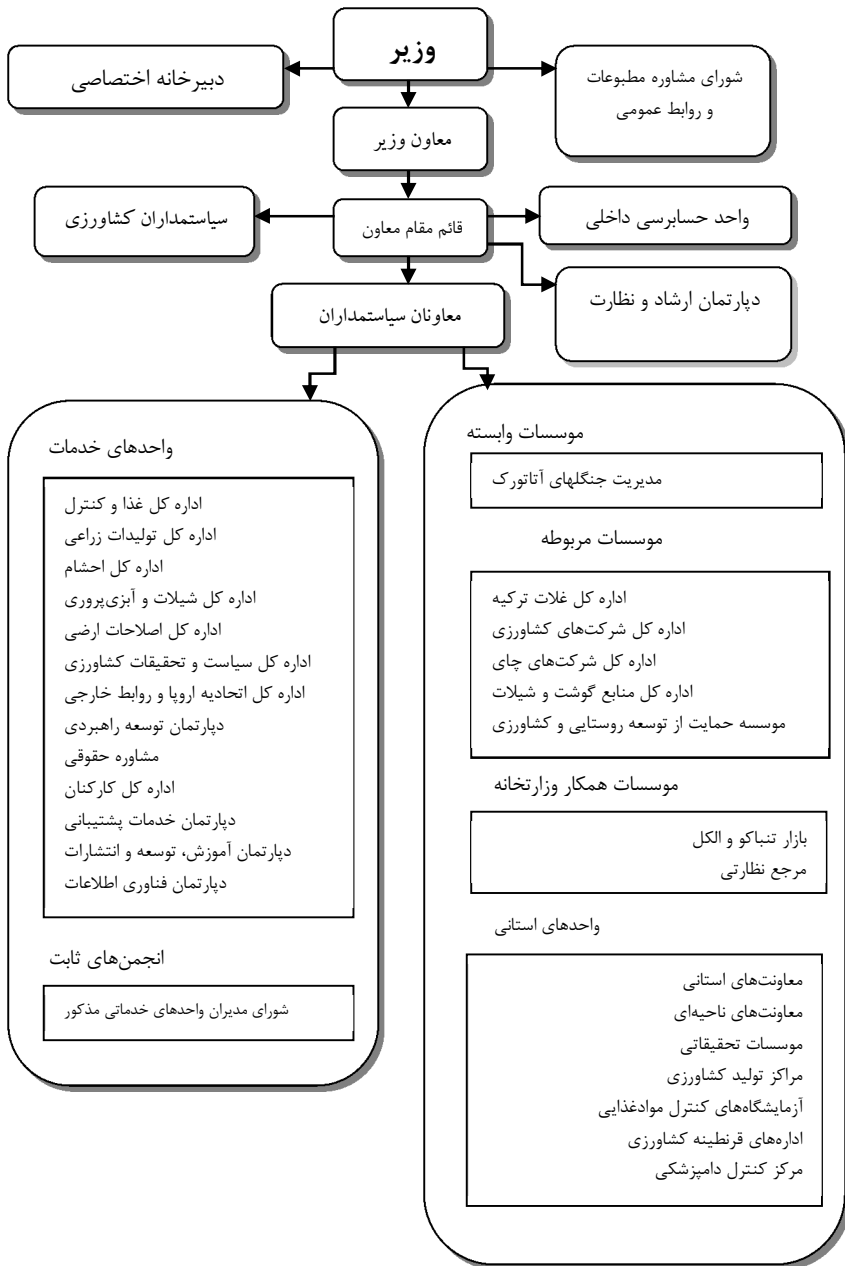 وزیر
شورای مشاوره مطبوعات
و روابط عمومی
دبیرخانه اختصاصی
معاون وزیر
واحد حسابرسی داخلی
قائم مقام معاون
سیاستمداران کشاورزی
دپارتمان ارشاد و نظارت
معاونان سیاستمداران
موسسات وابسته
مدیریت جنگلهای آتاتورک
موسسات مربوطه
اداره کل غلات ترکیه
اداره کل شرکت‌های کشاورزی
اداره کل شرکت‌های چای
اداره کل منابع گوشت و شیلات
موسسه حمایت از توسعه روستایی و کشاورزی
موسسات همکار وزارتخانه
بازار تنباکو و الکل
مرجع نظارتی
واحدهای استانی
معاونت‌های استانی
معاونت‌های ناحیه‌ای
موسسات تحقیقاتی
مراکز تولید کشاورزی
آزمایشگاه‌های کنترل موادغذایی
اداره‌های قرنطینه کشاورزی
مرکز کنترل دامپزشکی
واحدهای خدمات
اداره کل غذا و کنترل
اداره کل تولیدات زراعی
اداره کل احشام
اداره کل شیلات و آبزی‌پروری
اداره کل اصلاحات ارضی
اداره کل سیاست و تحقیقات کشاورزی
اداره کل اتحادیه اروپا و روابط خارجی
دپارتمان توسعه راهبردی
مشاوره حقوقی
اداره کل کارکنان
دپارتمان خدمات پشتیبانی
دپارتمان آموزش، توسعه و انتشارات
دپارتمان فناوری اطلاعات
انجمن‌های ثابت
شورای مدیران واحدهای خدماتی مذکور